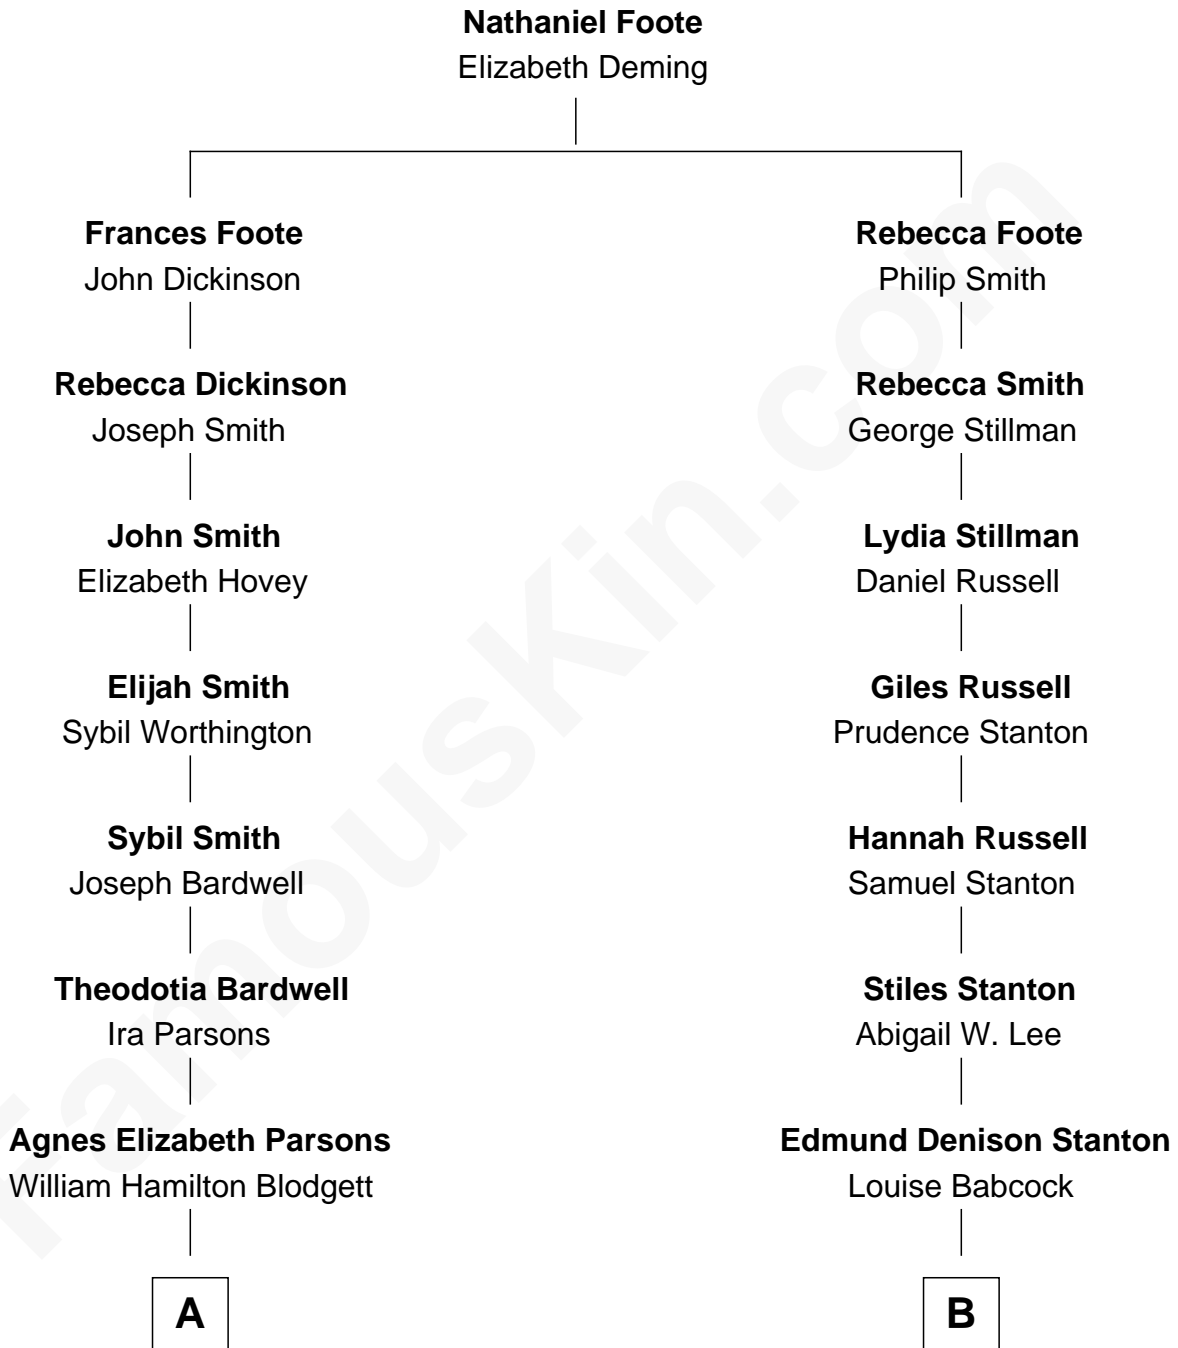 Nathaniel Foote
Elizabeth Deming
Frances Foote
John Dickinson
Rebecca Foote
Philip Smith
Rebecca Dickinson
Joseph Smith
Rebecca Smith
George Stillman
John Smith
Elizabeth Hovey
Lydia Stillman
Daniel Russell
Elijah Smith
Sybil Worthington
Giles Russell
Prudence Stanton
Sybil Smith
Joseph Bardwell
Hannah Russell
Samuel Stanton
Theodotia Bardwell
Ira Parsons
Stiles Stanton
Abigail W. Lee
Agnes Elizabeth Parsons
William Hamilton Blodgett
Edmund Denison Stanton
Louise Babcock
A
B
FamousKin.com